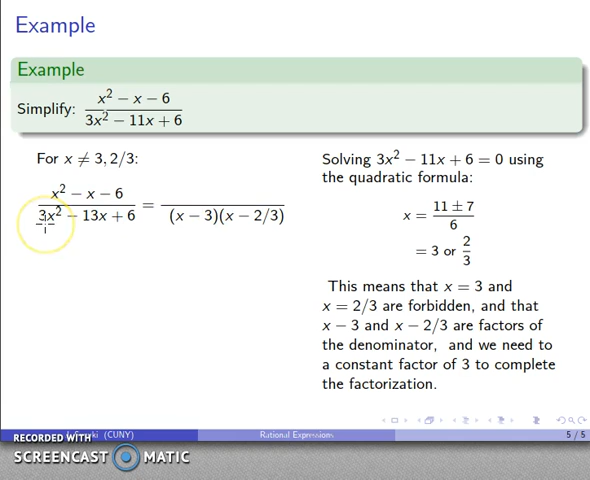 Example
Example
Simplify: (x² − x − 6)/(3x² − 11x + 6)
For x ≠ 3, 2/3:
(x² − x − 6)/(3x² − 13x + 6) = /((x − 3)(x − 2/3))
Solving 3x² − 11x + 6 = 0 using
the quadratic formula:
x = (11 ± 7)/6
= 3 or 2/3
This means that x = 3 and
x = 2/3 are forbidden, and that
x − 3 and x − 2/3 are factors of
the denominator, and we need to
a constant factor of 3 to complete
the factorization.
(CUNY)
Rational Expressions
5 / 5
RECORDED WITH
SCREENCAST MATIC